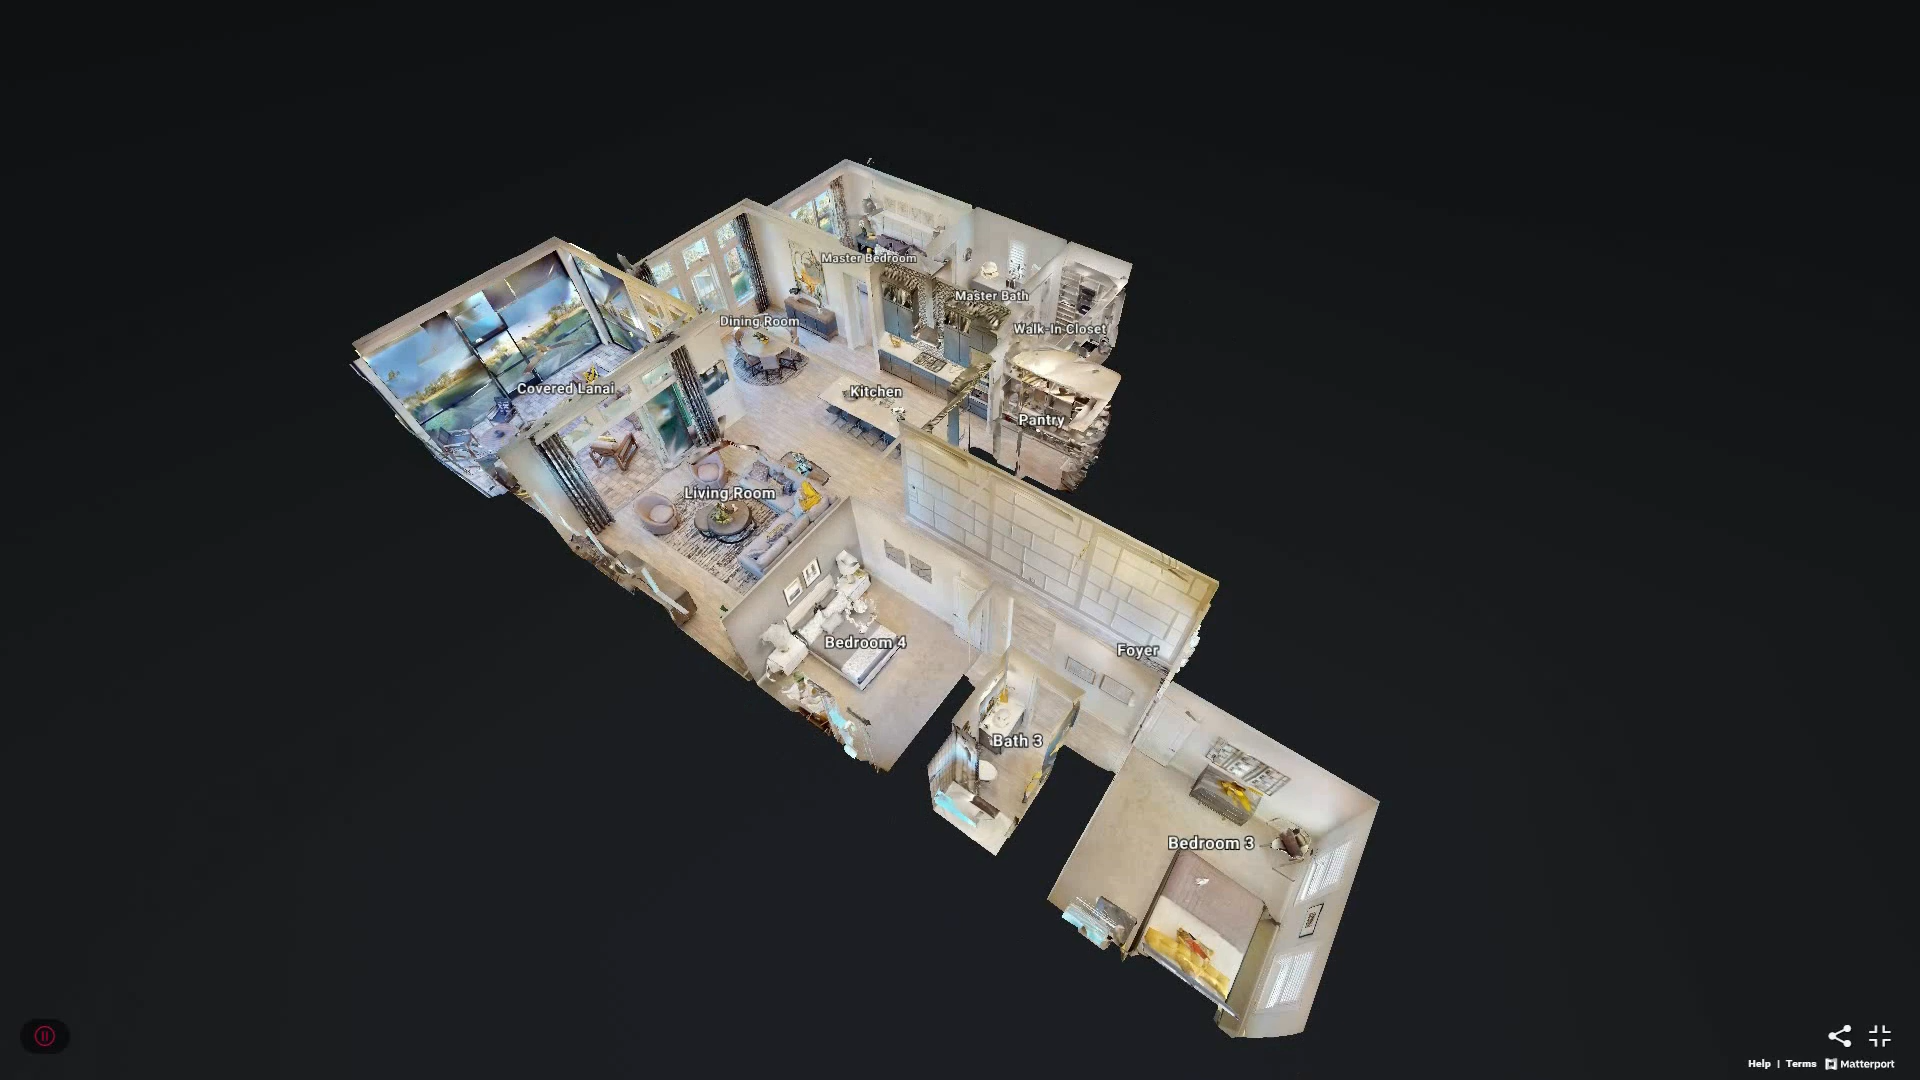 Master Bedroom
Master Bath
Dining Room
Walk-In Closet
Covered Lanai
Kitchen
Pantry
Living Room
Bedroom 4
Foyer
Bath 3
Bedroom 3
Help | Terms Matterport